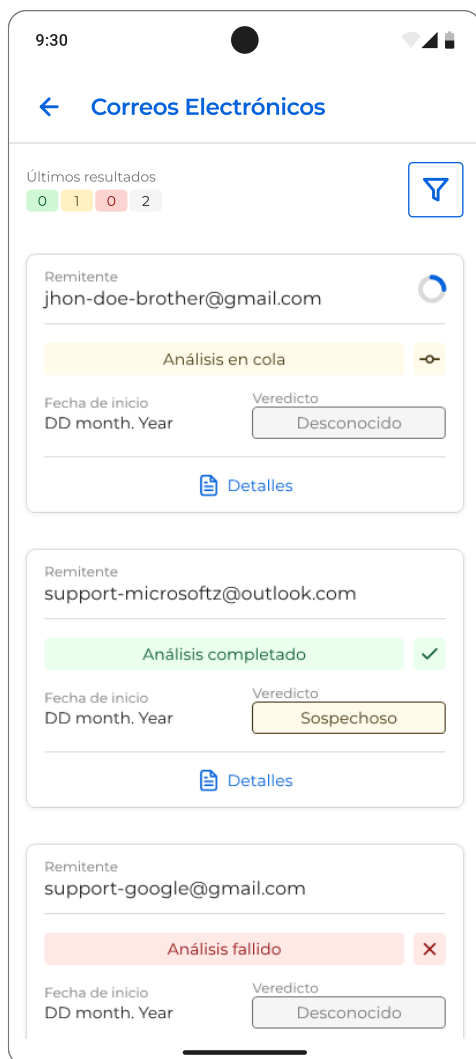 9:30
Correos Electrónicos
Últimos resultados
0 1 0 2
Remitente
jhon-doe-brother@gmail.com
Análisis en cola
Fecha de inicio Veredicto
DD month. Year Desconocido
Detalles
Remitente
support-microsoftz@outlook.com
Análisis completado
Fecha de inicio Veredicto
DD month. Year Sospechoso
Detalles
Remitente
support-google@gmail.com
Análisis fallido
Fecha de inicio Veredicto
DD month. Year Desconocido